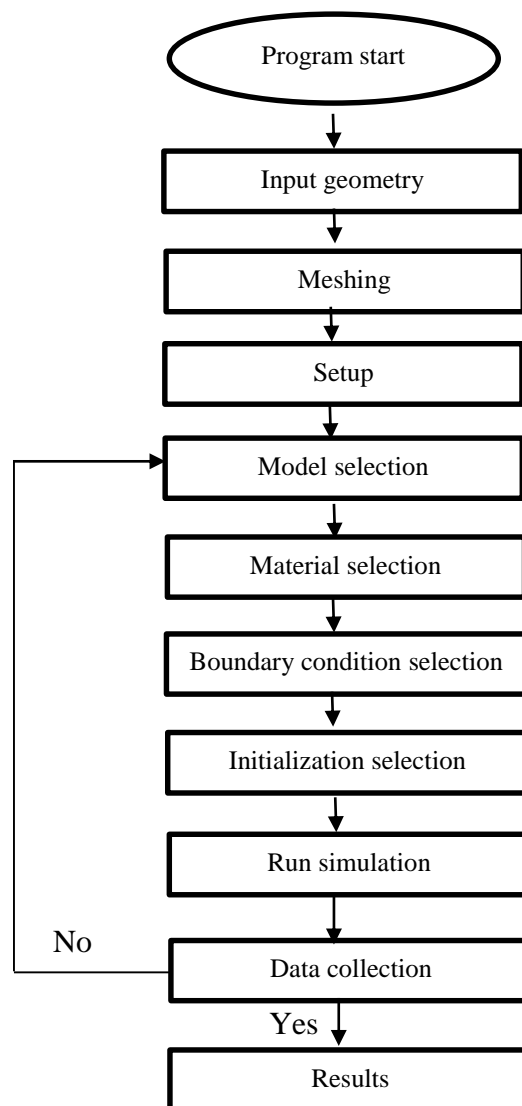 Program start
Input geometry
Meshing
Setup
Model selection
Material selection
Boundary condition selection
Initialization selection
Run simulation
No
Data collection
Yes
Results